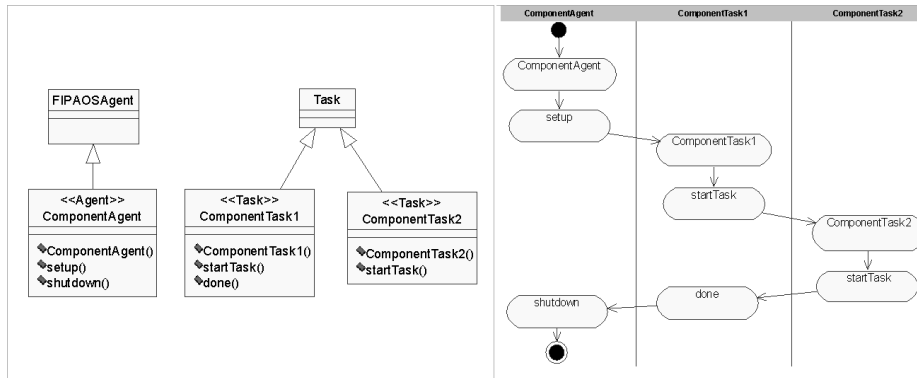 FIPAOSAgent
Task
<<Agent>>
ComponentAgent
ComponentAgent()
setup()
shutdown()
<<Task>>
ComponentTask1
ComponentTask1()
startTask()
done()
<<Task>>
ComponentTask2
ComponentTask2()
startTask()
ComponentAgent
ComponentTask1
ComponentTask2
ComponentAgent
setup
ComponentTask1
startTask
ComponentTask2
startTask
done
shutdown